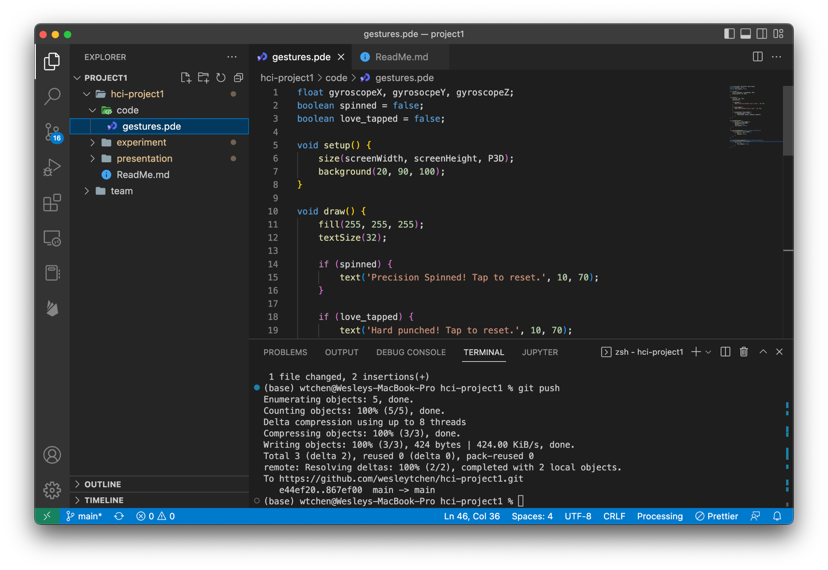 gestures.pde — project1
EXPLORER
PROJECT1
hci-project1
code
gestures.pde
experiment
presentation
ReadMe.md
team
OUTLINE
TIMELINE
16
gestures.pde
ReadMe.md
hci-project1 > code > gestures.pde
1 float gyroscopeX, gyrosocpeY, gyroscopeZ;
2 boolean spinned = false;
3 boolean love_tapped = false;
4
5 void setup() {
6 size(screenWidth, screenHeight, P3D);
7 background(20, 90, 100);
8 }
9
10 void draw() {
11 fill(255, 255, 255);
12 textSize(32);
13
14 if (spinned) {
15 text('Precision Spinned! Tap to reset.', 10, 70);
16 }
17
18 if (love_tapped) {
19 text('Hard punched! Tap to reset.', 10, 70);
PROBLEMS OUTPUT DEBUG CONSOLE TERMINAL JUPYTER zsh - hci-project1
1 file changed, 2 insertions(+)
(base) wtchen@Wesleys-MacBook-Pro hci-project1 % git push
Enumerating objects: 5, done.
Counting objects: 100% (5/5), done.
Delta compression using up to 8 threads
Compressing objects: 100% (3/3), done.
Writing objects: 100% (3/3), 424 bytes | 424.00 KiB/s, done.
Total 3 (delta 2), reused 0 (delta 0), pack-reused 0
remote: Resolving deltas: 100% (2/2), completed with 2 local objects.
To https://github.com/wesleytchen/hci-project1.git
e44ef20..867ef00 main -> main
(base) wtchen@Wesleys-MacBook-Pro hci-project1 %
main* 0 0 Ln 46, Col 36 Spaces: 4 UTF-8 CRLF Processing Prettier